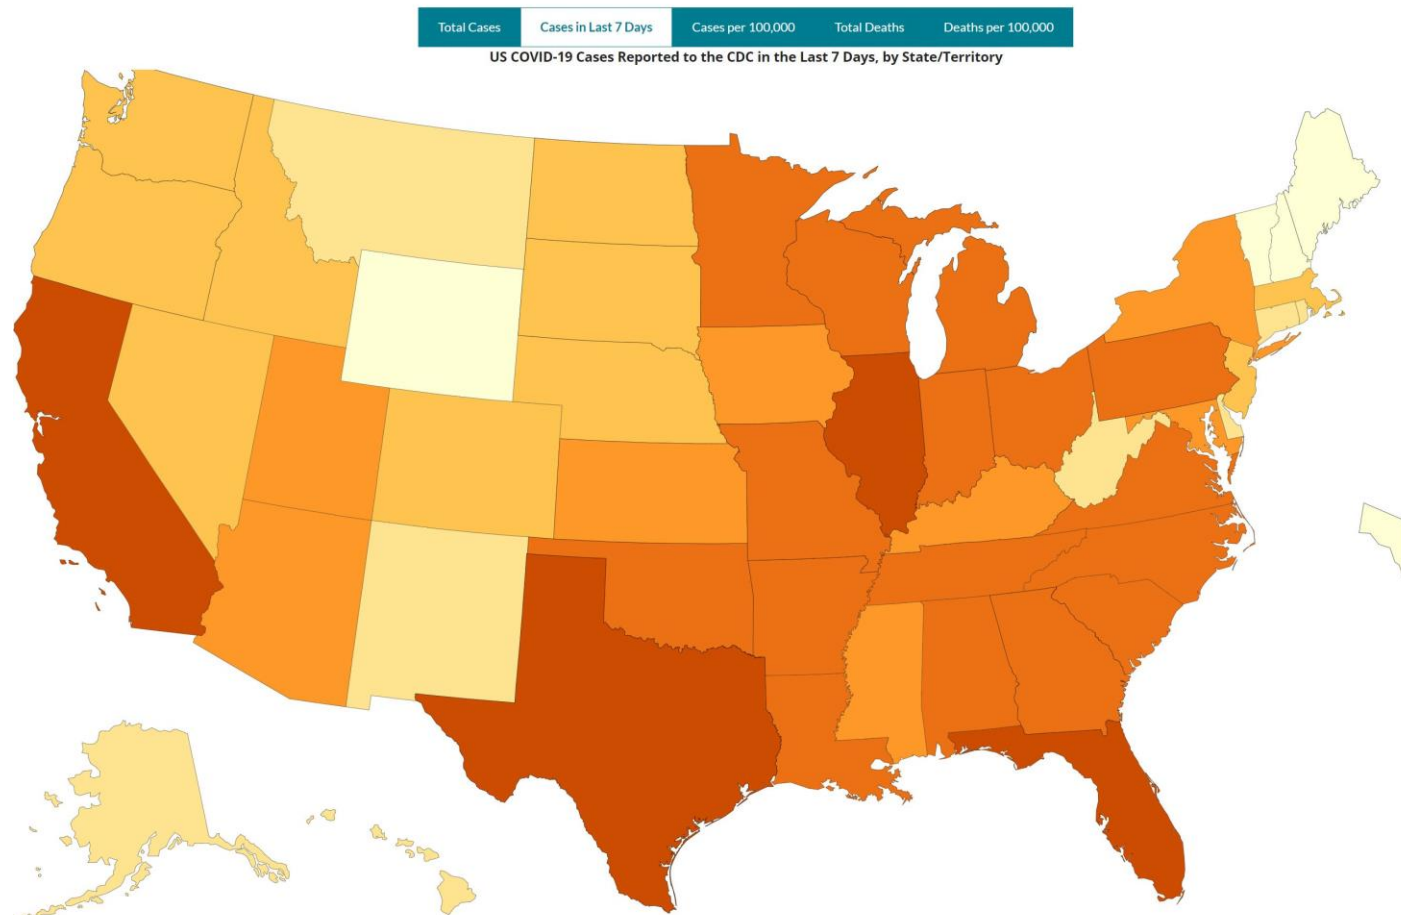 Total Cases Cases in Last 7 Days Cases per 100,000 Total Deaths Deaths per 100,000
US COVID-19 Cases Reported to the CDC in the Last 7 Days, by State/Territory